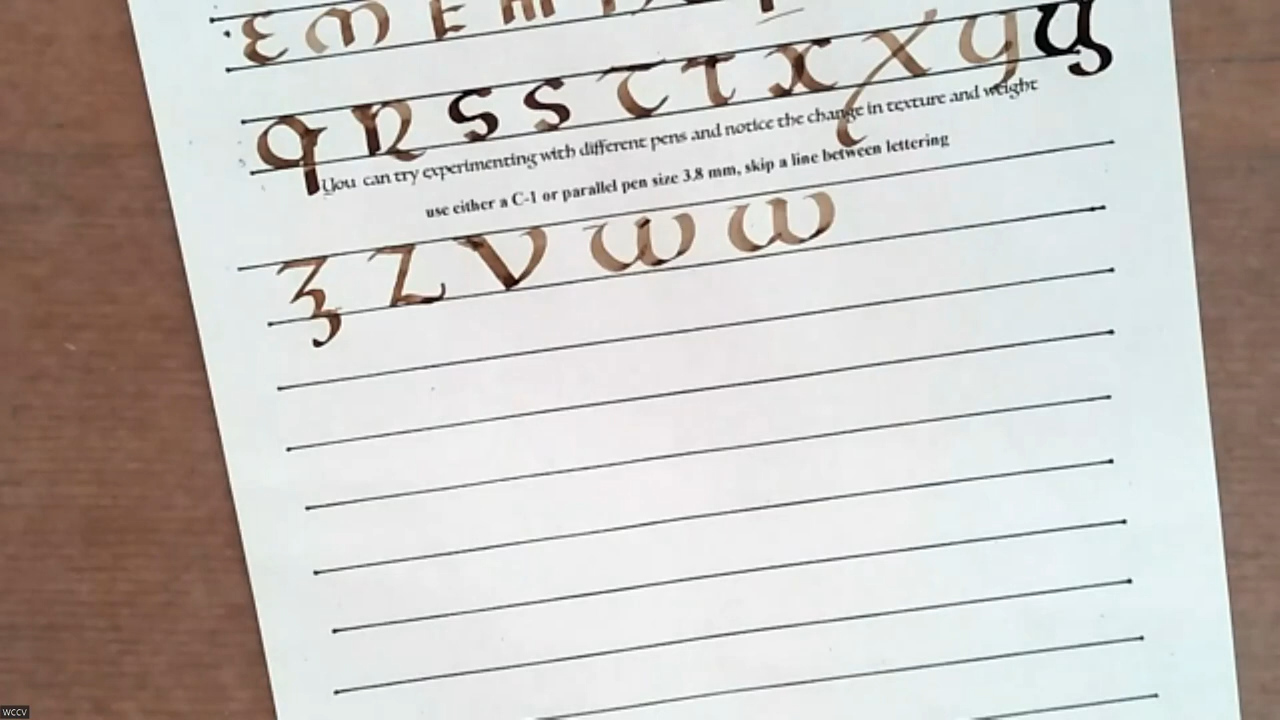 q R s s t t x x y y
You can try experimenting with different pens and notice the change in texture and weight
use either a C-1 or parallel pen size 3.8 mm, skip a line between lettering
z z v w w
WCCV